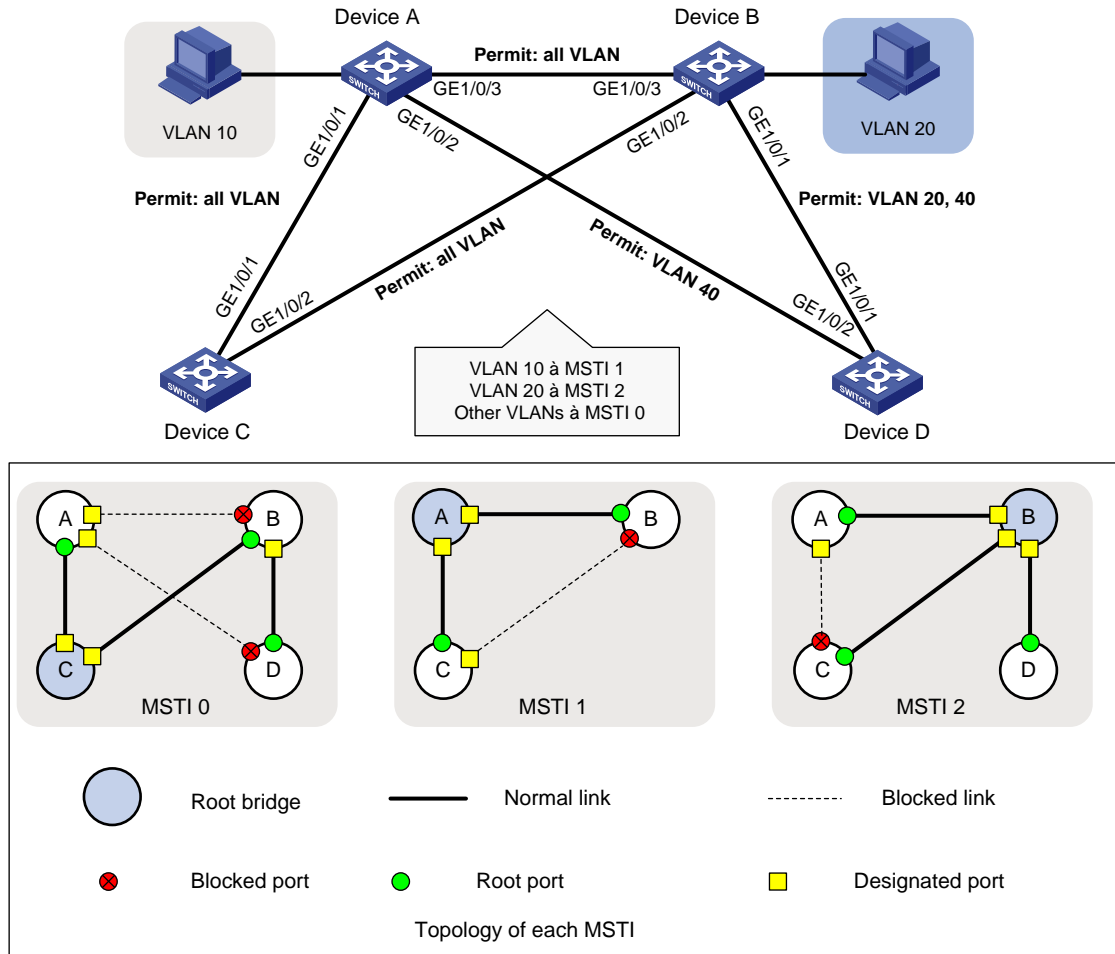 Device A
Device B
Permit: all VLAN
SWITCH
SWITCH
GE1/0/3
GE1/0/3
VLAN 10
VLAN 20
GE1/0/1
GE1/0/2
GE1/0/2
GE1/0/1
Permit: all VLAN
Permit: VLAN 20, 40
Permit: all VLAN
Permit: VLAN 40
GE1/0/1
GE1/0/2
GE1/0/2
GE1/0/1
SWITCH
SWITCH
VLAN 10 à MSTI 1
VLAN 20 à MSTI 2
Other VLANs à MSTI 0
Device C
Device D
A
B
A
B
A
B
C
D
C
C
D
MSTI 0
MSTI 1
MSTI 2
Root bridge
Normal link
Blocked link
Blocked port
Root port
Designated port
Topology of each MSTI